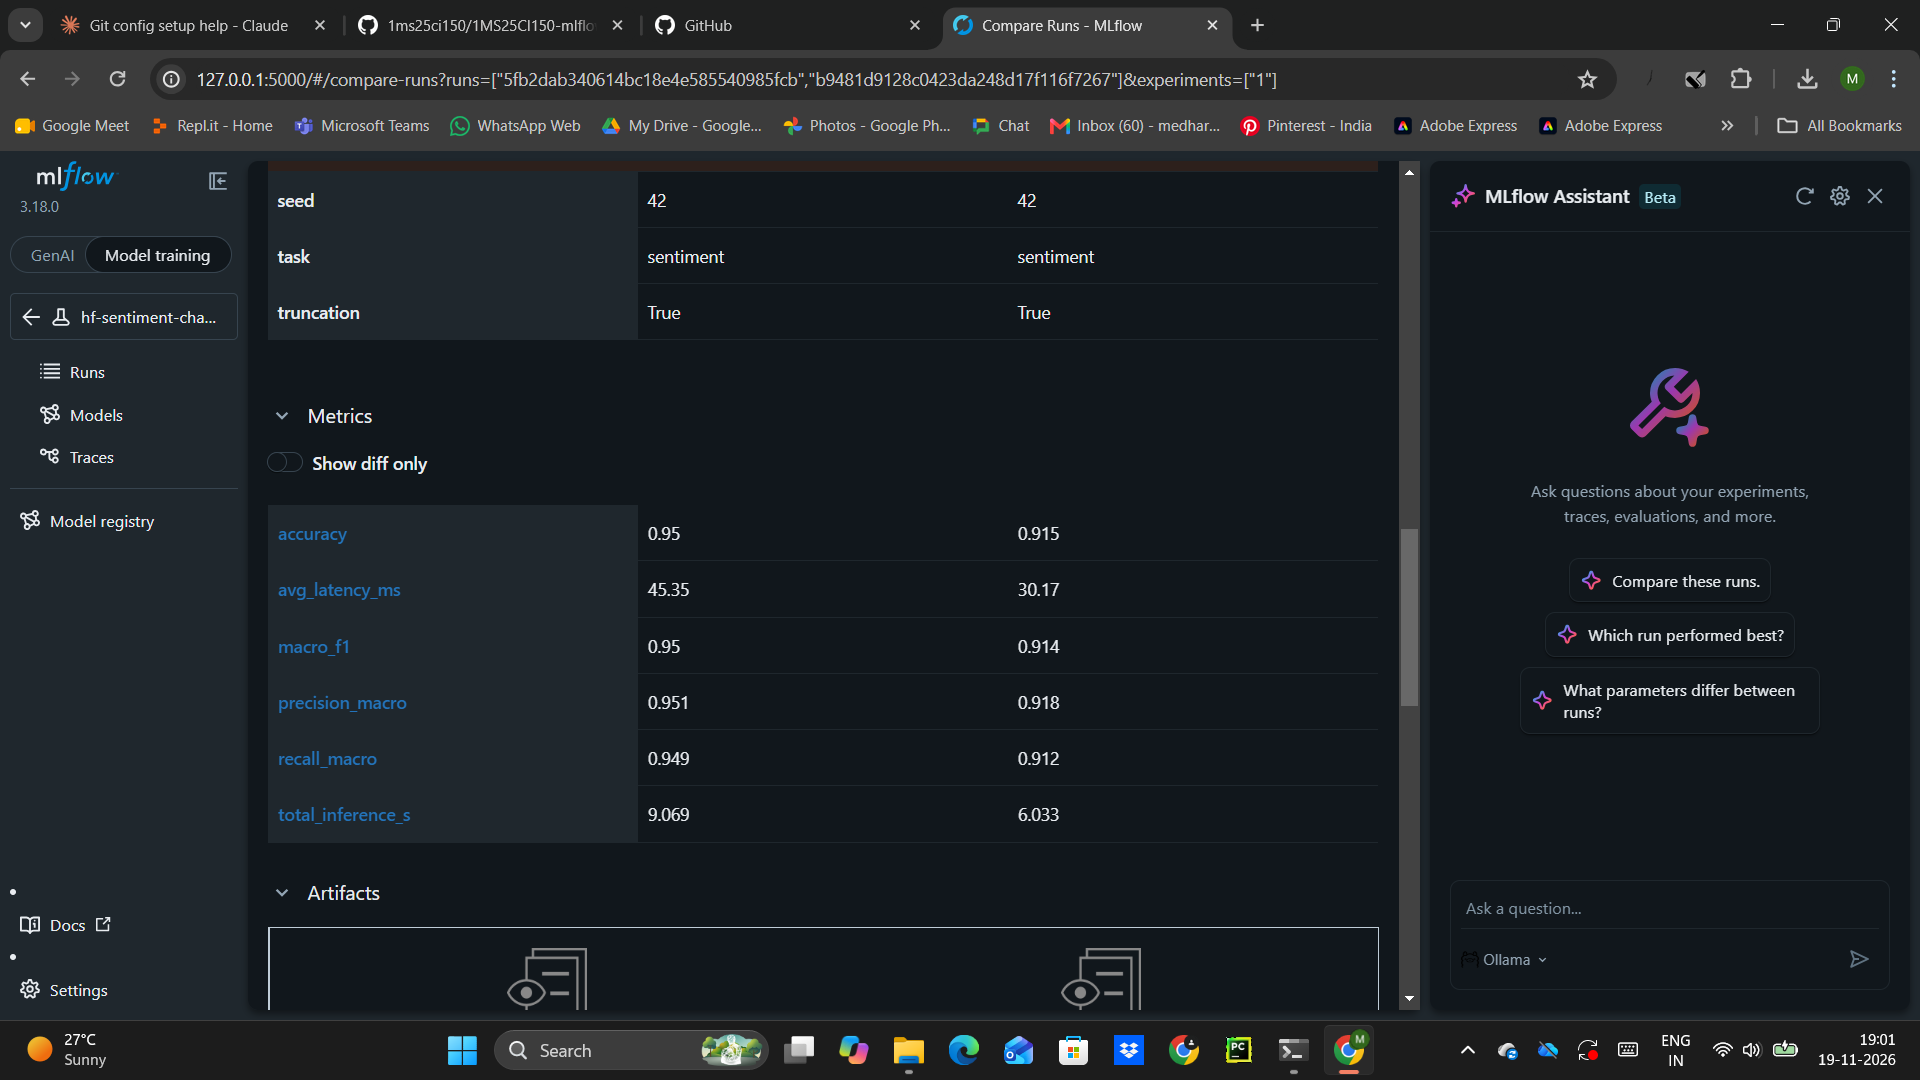 Git config setup help - Claude
1ms25ci150/1MS25CI150-mlflo
GitHub
Compare Runs - MLflow
127.0.0.1:5000/#/compare-runs?runs=["5fb2dab340614bc18e4e585540985fcb","b9481d9128c0423da248d17f116f7267"]&experiments=["1"]
M
Google Meet
Repl.it - Home
Microsoft Teams
WhatsApp Web
My Drive - Google...
Photos - Google Ph...
Chat
Inbox (60) - medhar...
Pinterest - India
Adobe Express
Adobe Express
All Bookmarks
mlflow
3.18.0
GenAI
Model training
hf-sentiment-cha...
Runs
Models
Traces
Model registry
Docs
Settings
seed 42 42
task sentiment sentiment
truncation True True
Metrics
Show diff only
accuracy 0.95 0.915
avg_latency_ms 45.35 30.17
macro_f1 0.95 0.914
precision_macro 0.951 0.918
recall_macro 0.949 0.912
total_inference_s 9.069 6.033
Artifacts
MLflow Assistant Beta
Ask questions about your experiments,
traces, evaluations, and more.
Compare these runs.
Which run performed best?
What parameters differ between
runs?
Ask a question...
Ollama
27°C
Sunny
Search
PC
M
ENG
IN
19:01
19-11-2026